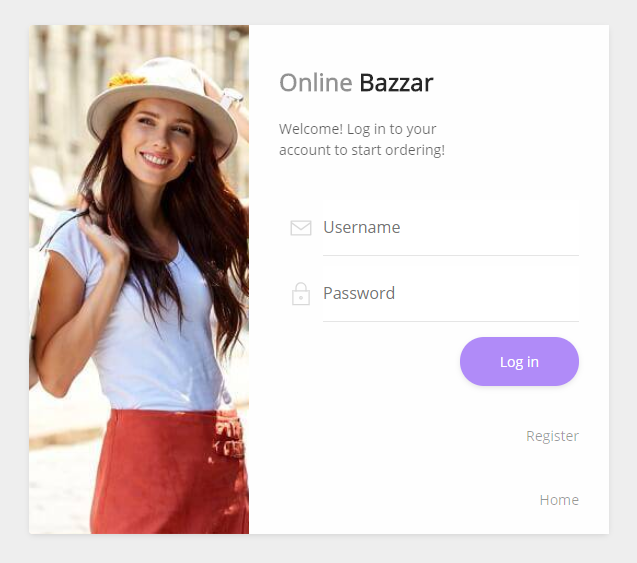 Online Bazzar
Welcome! Log in to your
account to start ordering!
Username
Password
Log in
Register
Home